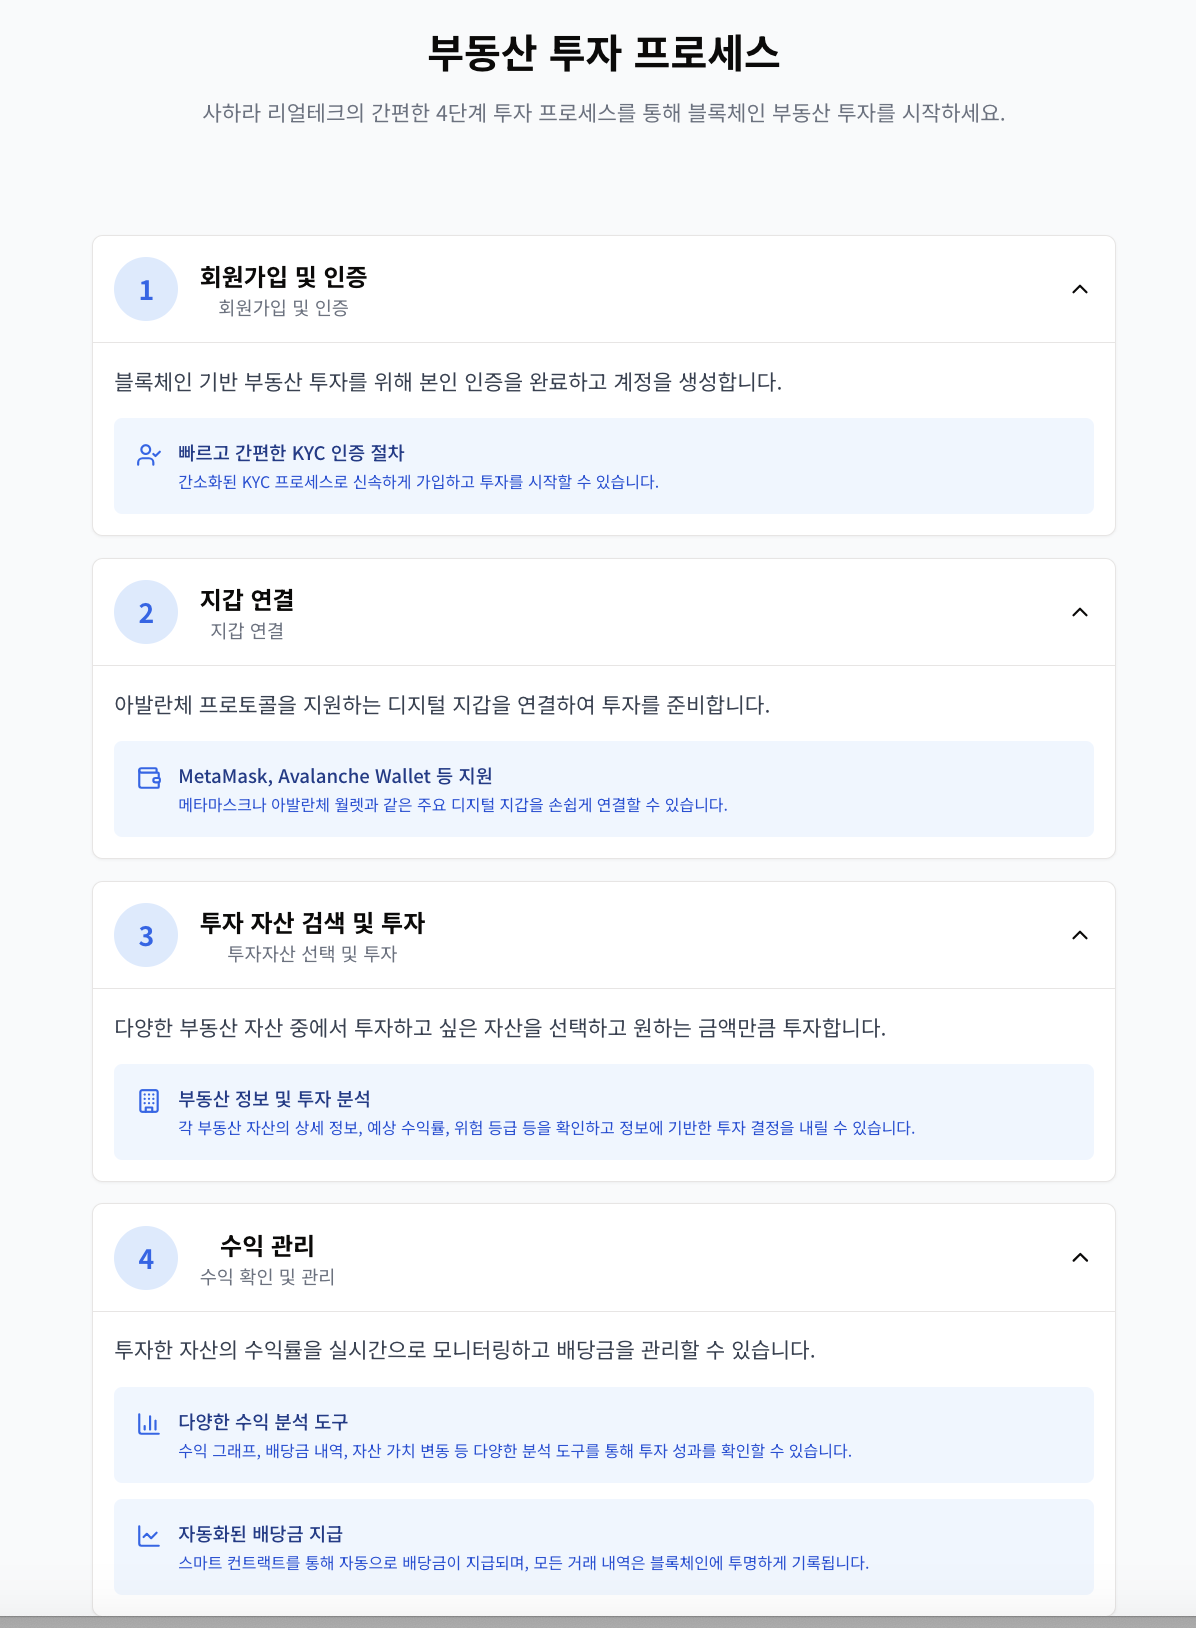 부동산 투자 프로세스
사하라 리얼테크의 간편한 4단계 투자 프로세스를 통해 블록체인 부동산 투자를 시작하세요.
1
회원가입 및 인증
회원가입 및 인증
블록체인 기반 부동산 투자를 위해 본인 인증을 완료하고 계정을 생성합니다.
빠르고 간편한 KYC 인증 절차
간소화된 KYC 프로세스로 신속하게 가입하고 투자를 시작할 수 있습니다.
2
지갑 연결
지갑 연결
아발란체 프로토콜을 지원하는 디지털 지갑을 연결하여 투자를 준비합니다.
MetaMask, Avalanche Wallet 등 지원
메타마스크나 아발란체 월렛과 같은 주요 디지털 지갑을 손쉽게 연결할 수 있습니다.
3
투자 자산 검색 및 투자
투자자산 선택 및 투자
다양한 부동산 자산 중에서 투자하고 싶은 자산을 선택하고 원하는 금액만큼 투자합니다.
부동산 정보 및 투자 분석
각 부동산 자산의 상세 정보, 예상 수익률, 위험 등급 등을 확인하고 정보에 기반한 투자 결정을 내릴 수 있습니다.
4
수익 관리
수익 확인 및 관리
투자한 자산의 수익률을 실시간으로 모니터링하고 배당금을 관리할 수 있습니다.
다양한 수익 분석 도구
수익 그래프, 배당금 내역, 자산 가치 변동 등 다양한 분석 도구를 통해 투자 성과를 확인할 수 있습니다.
자동화된 배당금 지급
스마트 컨트랙트를 통해 자동으로 배당금이 지급되며, 모든 거래 내역은 블록체인에 투명하게 기록됩니다.